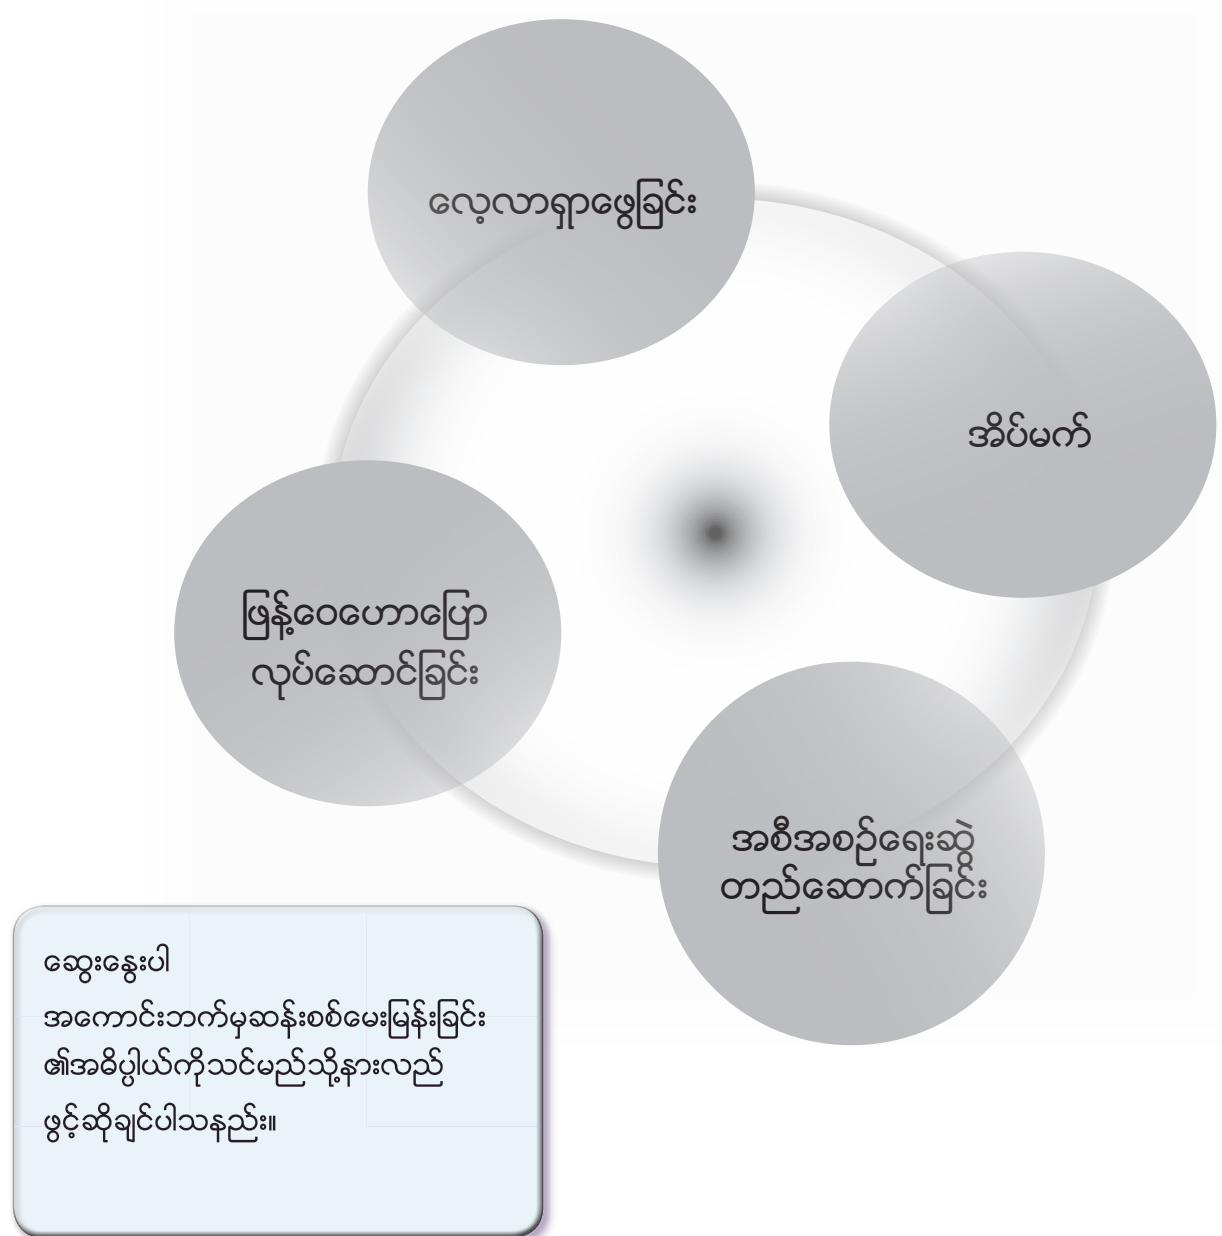 လေ့လာရှာဖွေခြင်း
အိပ်မက်
ဖြန့်ဝေဟောပြော
လုပ်ဆောင်ခြင်း
အစီအစဉ်ရေးဆွဲ
တည်ဆောက်ခြင်း
ဆွေးနွေးပါ
အကောင်းဘက်မှဆန်းစစ်မေးမြန်းခြင်း
၏အဓိပ္ပါယ်ကိုသင်မည်သို့နားလည်
ဖွင့်ဆိုချင်ပါသနည်း။